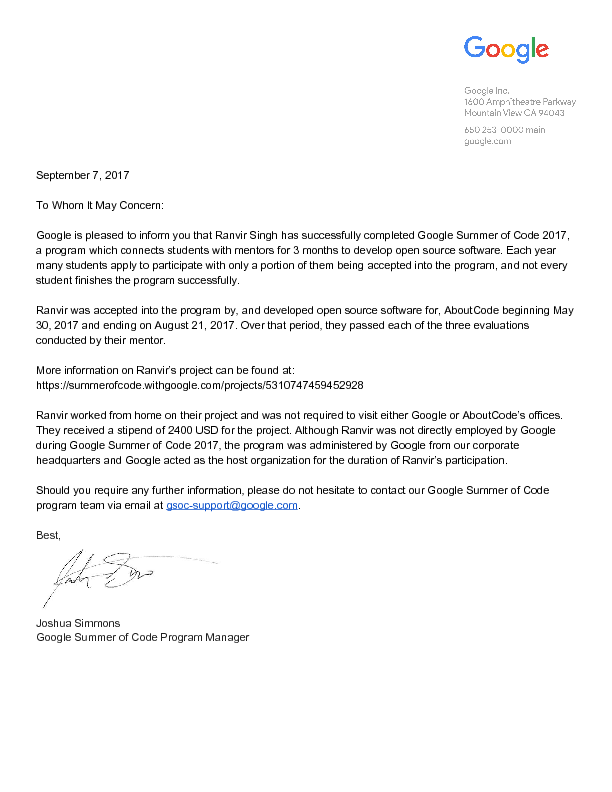 Google
Google Inc.
1600 Amphitheatre Parkway
Mountain View CA 94043
650 253-0000 main
google.com
September 7, 2017
To Whom It May Concern:
Google is pleased to inform you that Ranvir Singh has successfully completed Google Summer of Code 2017,
a program which connects students with mentors for 3 months to develop open source software. Each year
many students apply to participate with only a portion of them being accepted into the program, and not every
student finishes the program successfully.
Ranvir was accepted into the program by, and developed open source software for, AboutCode beginning May
30, 2017 and ending on August 21, 2017. Over that period, they passed each of the three evaluations
conducted by their mentor.
More information on Ranvir's project can be found at:
https://summerofcode.withgoogle.com/projects/5310747459452928
Ranvir worked from home on their project and was not required to visit either Google or AboutCode's offices.
They received a stipend of 2400 USD for the project. Although Ranvir was not directly employed by Google
during Google Summer of Code 2017, the program was administered by Google from our corporate
headquarters and Google acted as the host organization for the duration of Ranvir's participation.
Should you require any further information, please do not hesitate to contact our Google Summer of Code
program team via email at gsoc-support@google.com.
Best,
Joshua Simmons
Google Summer of Code Program Manager